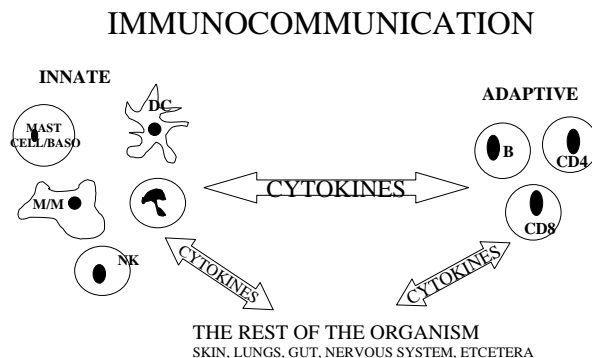 IMMUNOCOMMUNICATION
INNATE
DC
MAST
CELL/BASO
M/M
NK
ADAPTIVE
B
CD4
CD8
CYTOKINES
CYTOKINES
CYTOKINES
THE REST OF THE ORGANISM
SKIN, LUNGS, GUT, NERVOUS SYSTEM, ETCETERA